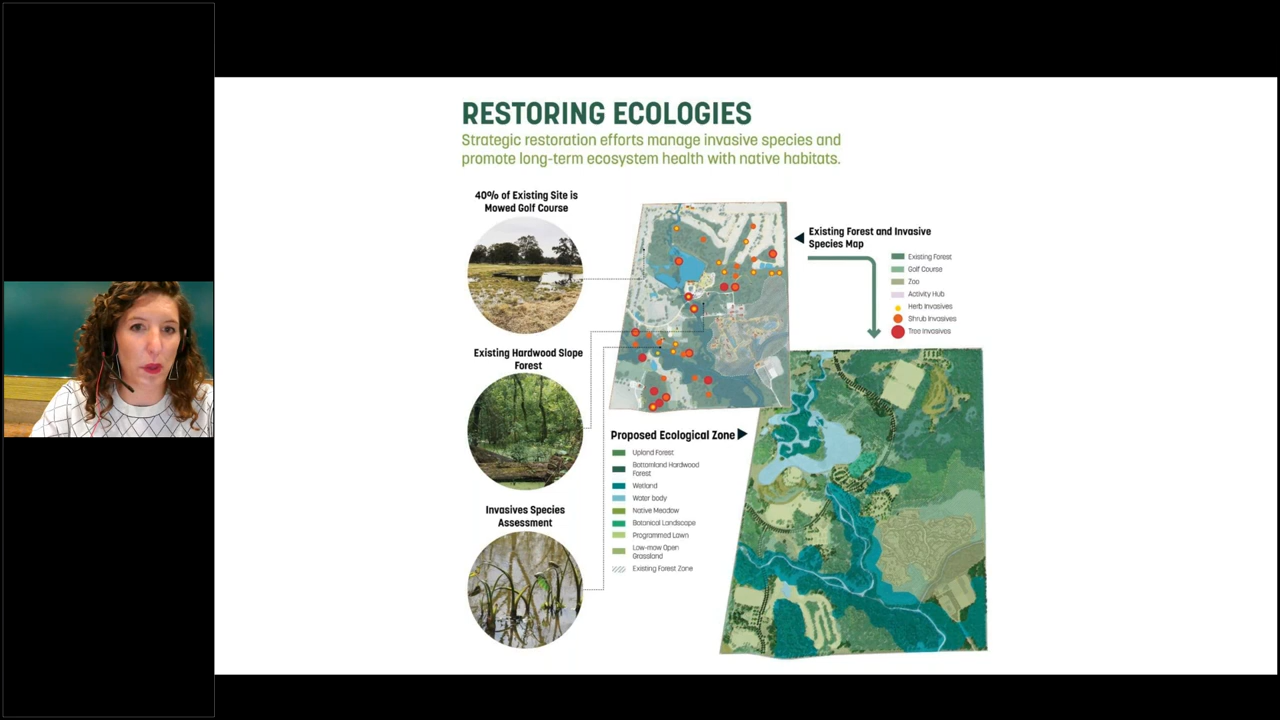 RESTORING ECOLOGIES
Strategic restoration efforts manage invasive species and
promote long-term ecosystem health with native habitats.
40% of Existing Site is
Mowed Golf Course
Existing Hardwood Slope
Forest
Invasives Species
Assessment
Existing Forest and Invasive
Species Map
Existing Forest
Golf Course
Zoo
Activity Hub
Herb Invasives
Shrub Invasives
Tree Invasives
Proposed Ecological Zone
Upland Forest
Bottomland Hardwood
Forest
Wetland
Water body
Native Meadow
Botanical Landscape
Programmed Lawn
Low-mow Open
Grassland
Existing Forest Zone